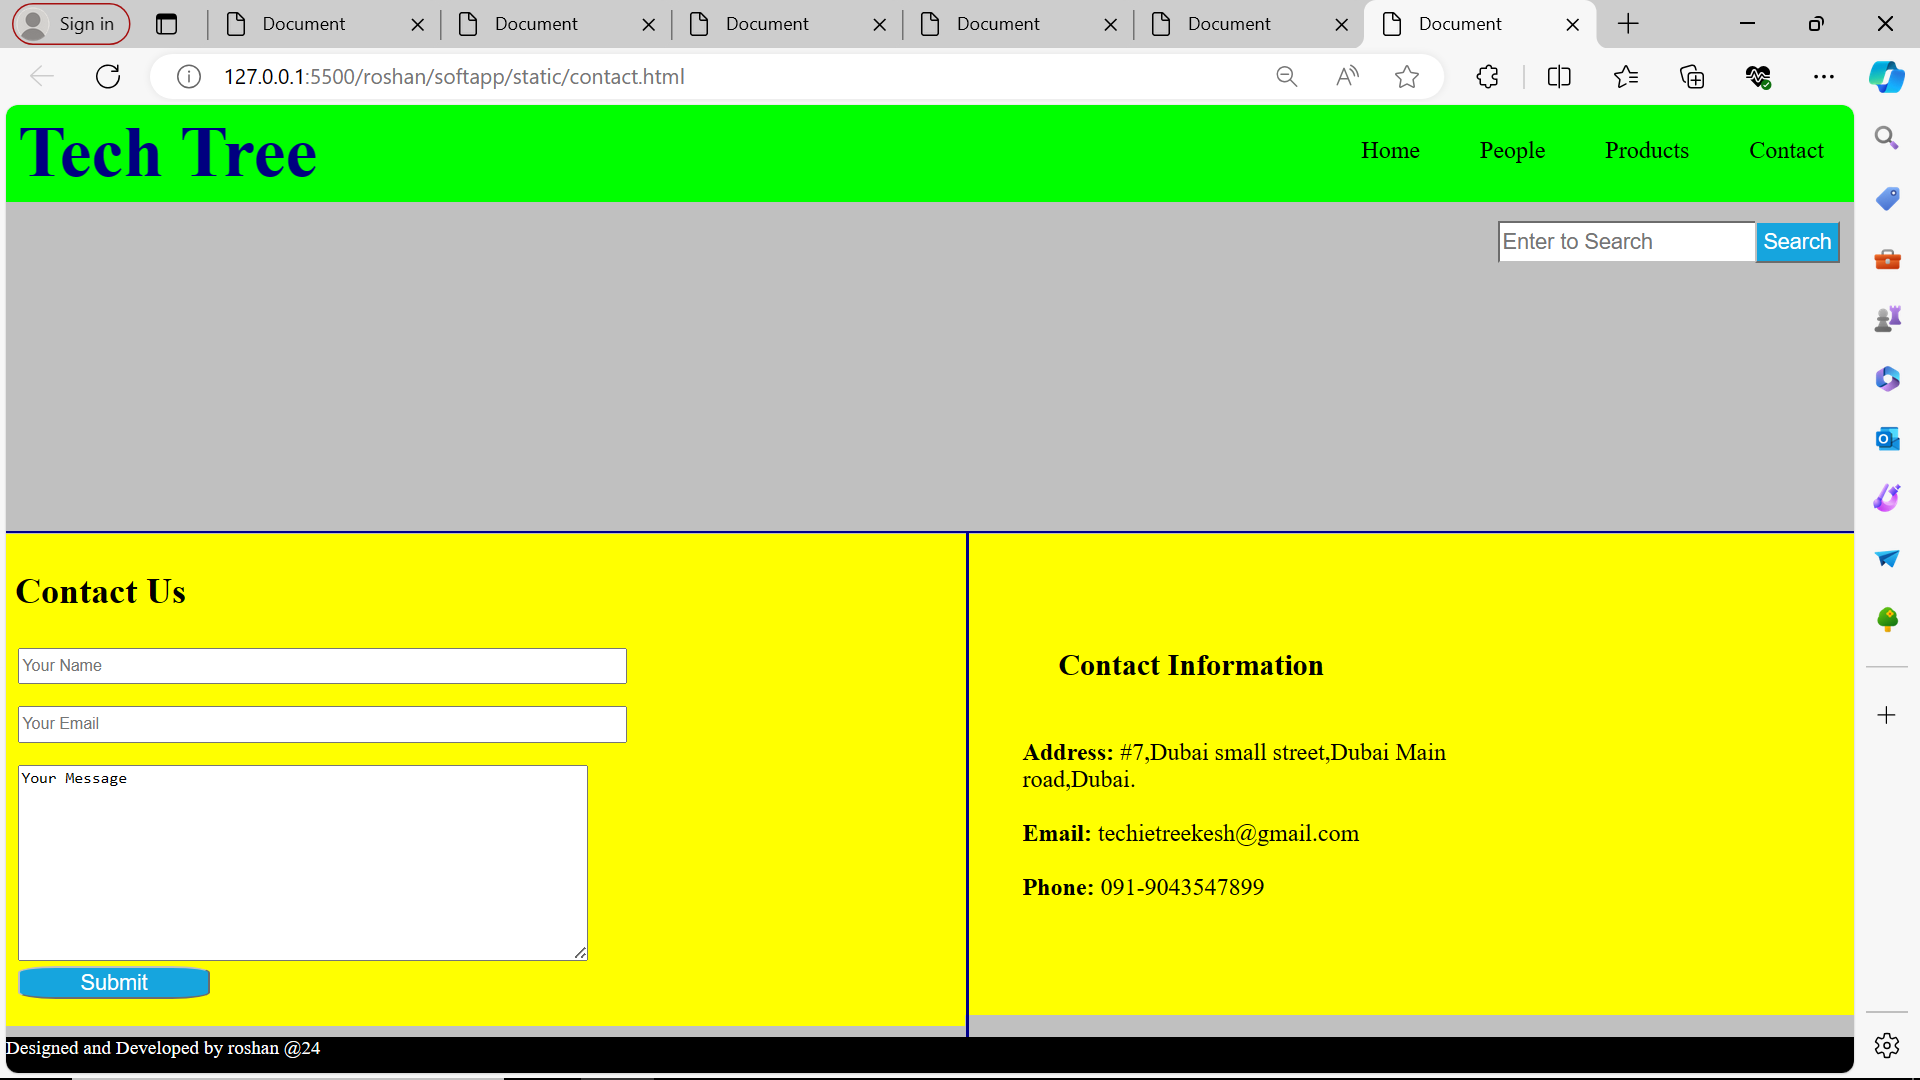 Sign in
Document
Document
Document
Document
Document
Document
127.0.0.1:5500/roshan/softapp/static/contact.html
Tech Tree
Home People Products Contact
Enter to Search Search
Contact Us
Your Name
Your Email
Your Message
Submit
Contact Information
Address: #7,Dubai small street,Dubai Main
road,Dubai.
Email: techietreekesh@gmail.com
Phone: 091-9043547899
Designed and Developed by roshan @24